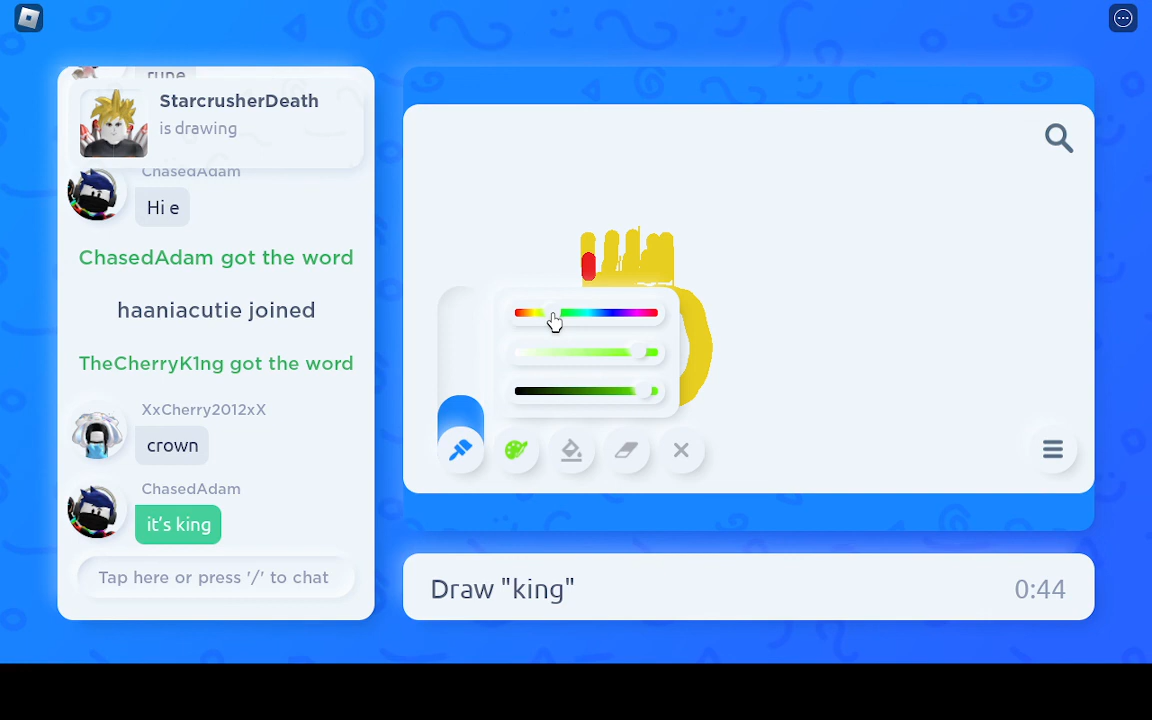 rune
StarcrusherDeath
is drawing
ChasedAdam
Hi e
ChasedAdam got the word
haaniacutie joined
TheCherryK1ng got the word
XxCherry2012xX
crown
ChasedAdam
it's king
Tap here or press '/' to chat
Draw "king"
0:44